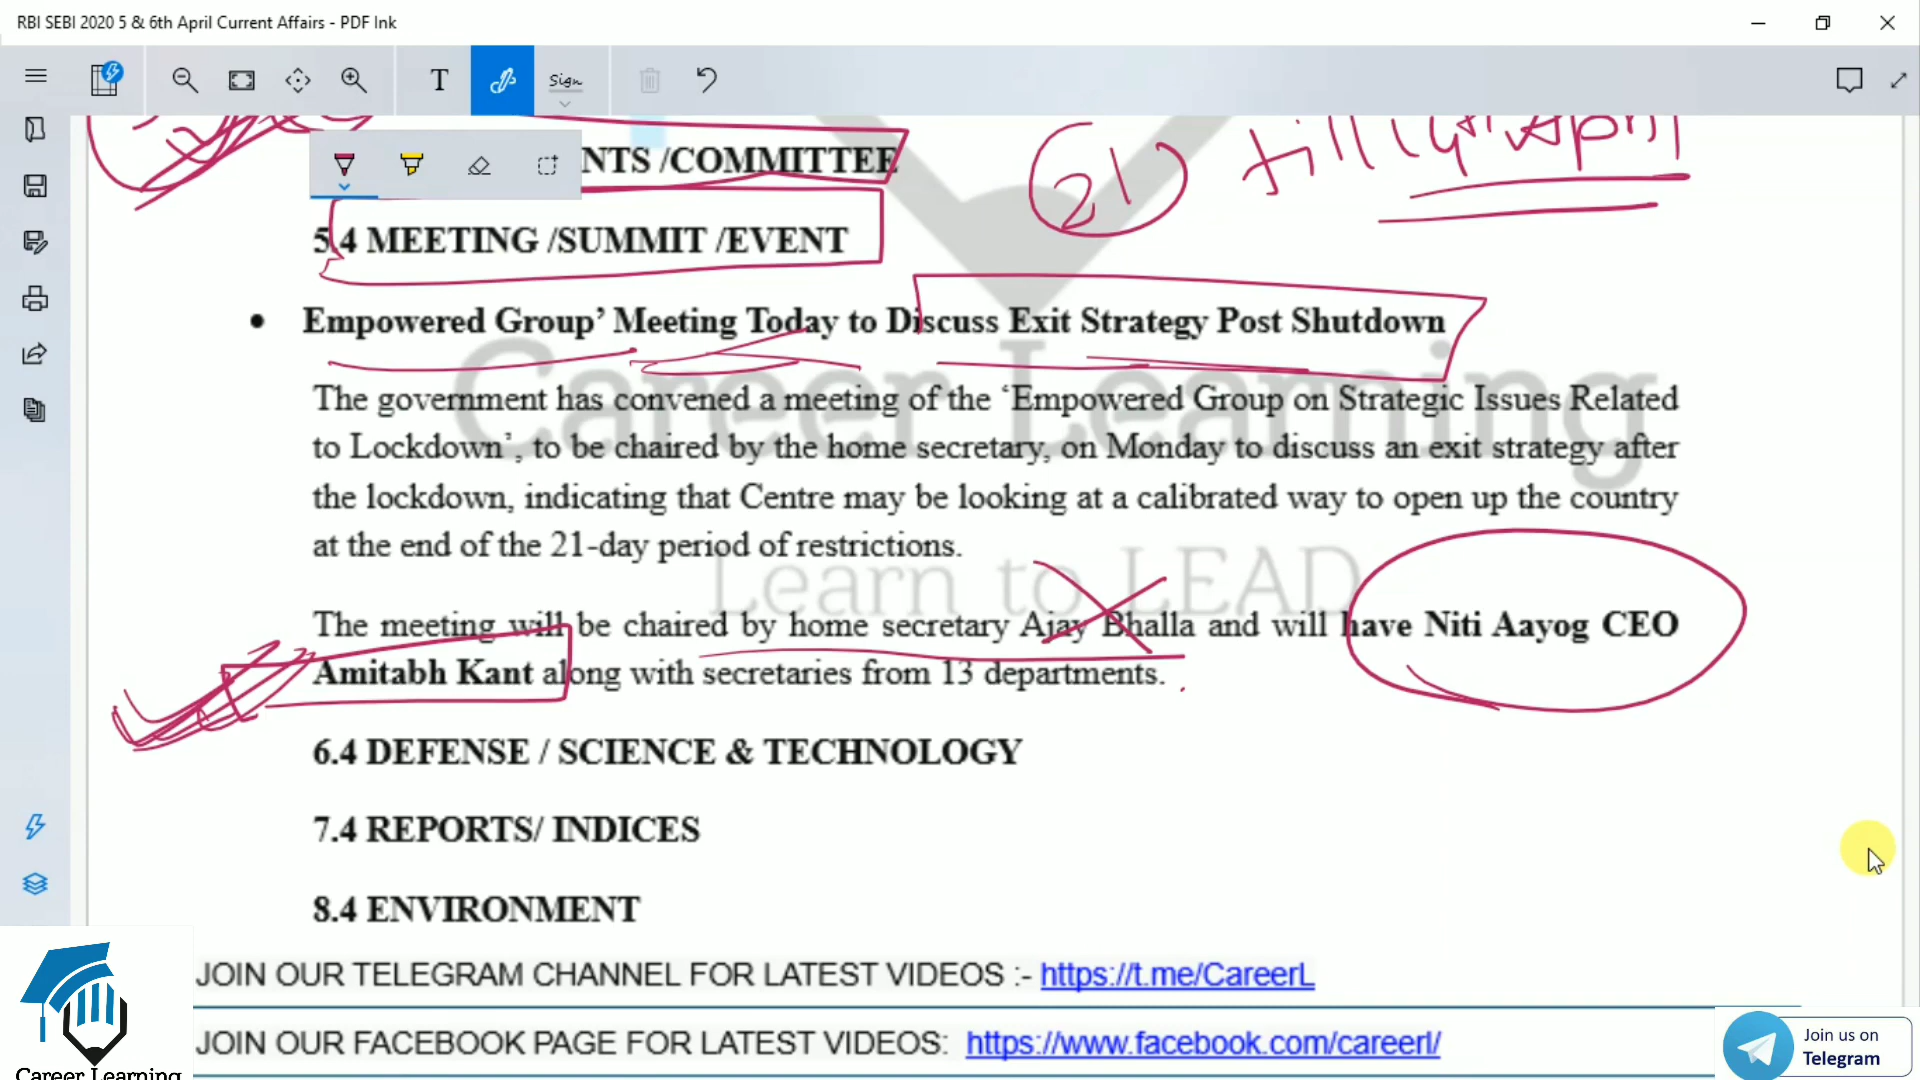 RBI SEBI 2020 5 & 6th April Current Affairs - PDF Ink
T
Sign
NTS /COMMITTEE
21 till 14th April
5.4 MEETING /SUMMIT /EVENT
• Empowered Group’ Meeting Today to Discuss Exit Strategy Post Shutdown
Career Learning
The government has convened a meeting of the ‘Empowered Group on Strategic Issues Related
to Lockdown’, to be chaired by the home secretary, on Monday to discuss an exit strategy after
the lockdown, indicating that Centre may be looking at a calibrated way to open up the country
at the end of the 21-day period of restrictions.
Learn to LEAD
The meeting will be chaired by home secretary Ajay Bhalla and will have Niti Aayog CEO
Amitabh Kant along with secretaries from 13 departments.
6.4 DEFENSE / SCIENCE & TECHNOLOGY
7.4 REPORTS/ INDICES
8.4 ENVIRONMENT
JOIN OUR TELEGRAM CHANNEL FOR LATEST VIDEOS :- https://t.me/CareerL
JOIN OUR FACEBOOK PAGE FOR LATEST VIDEOS: https://www.facebook.com/careerl/
Career Learning
Join us on
Telegram